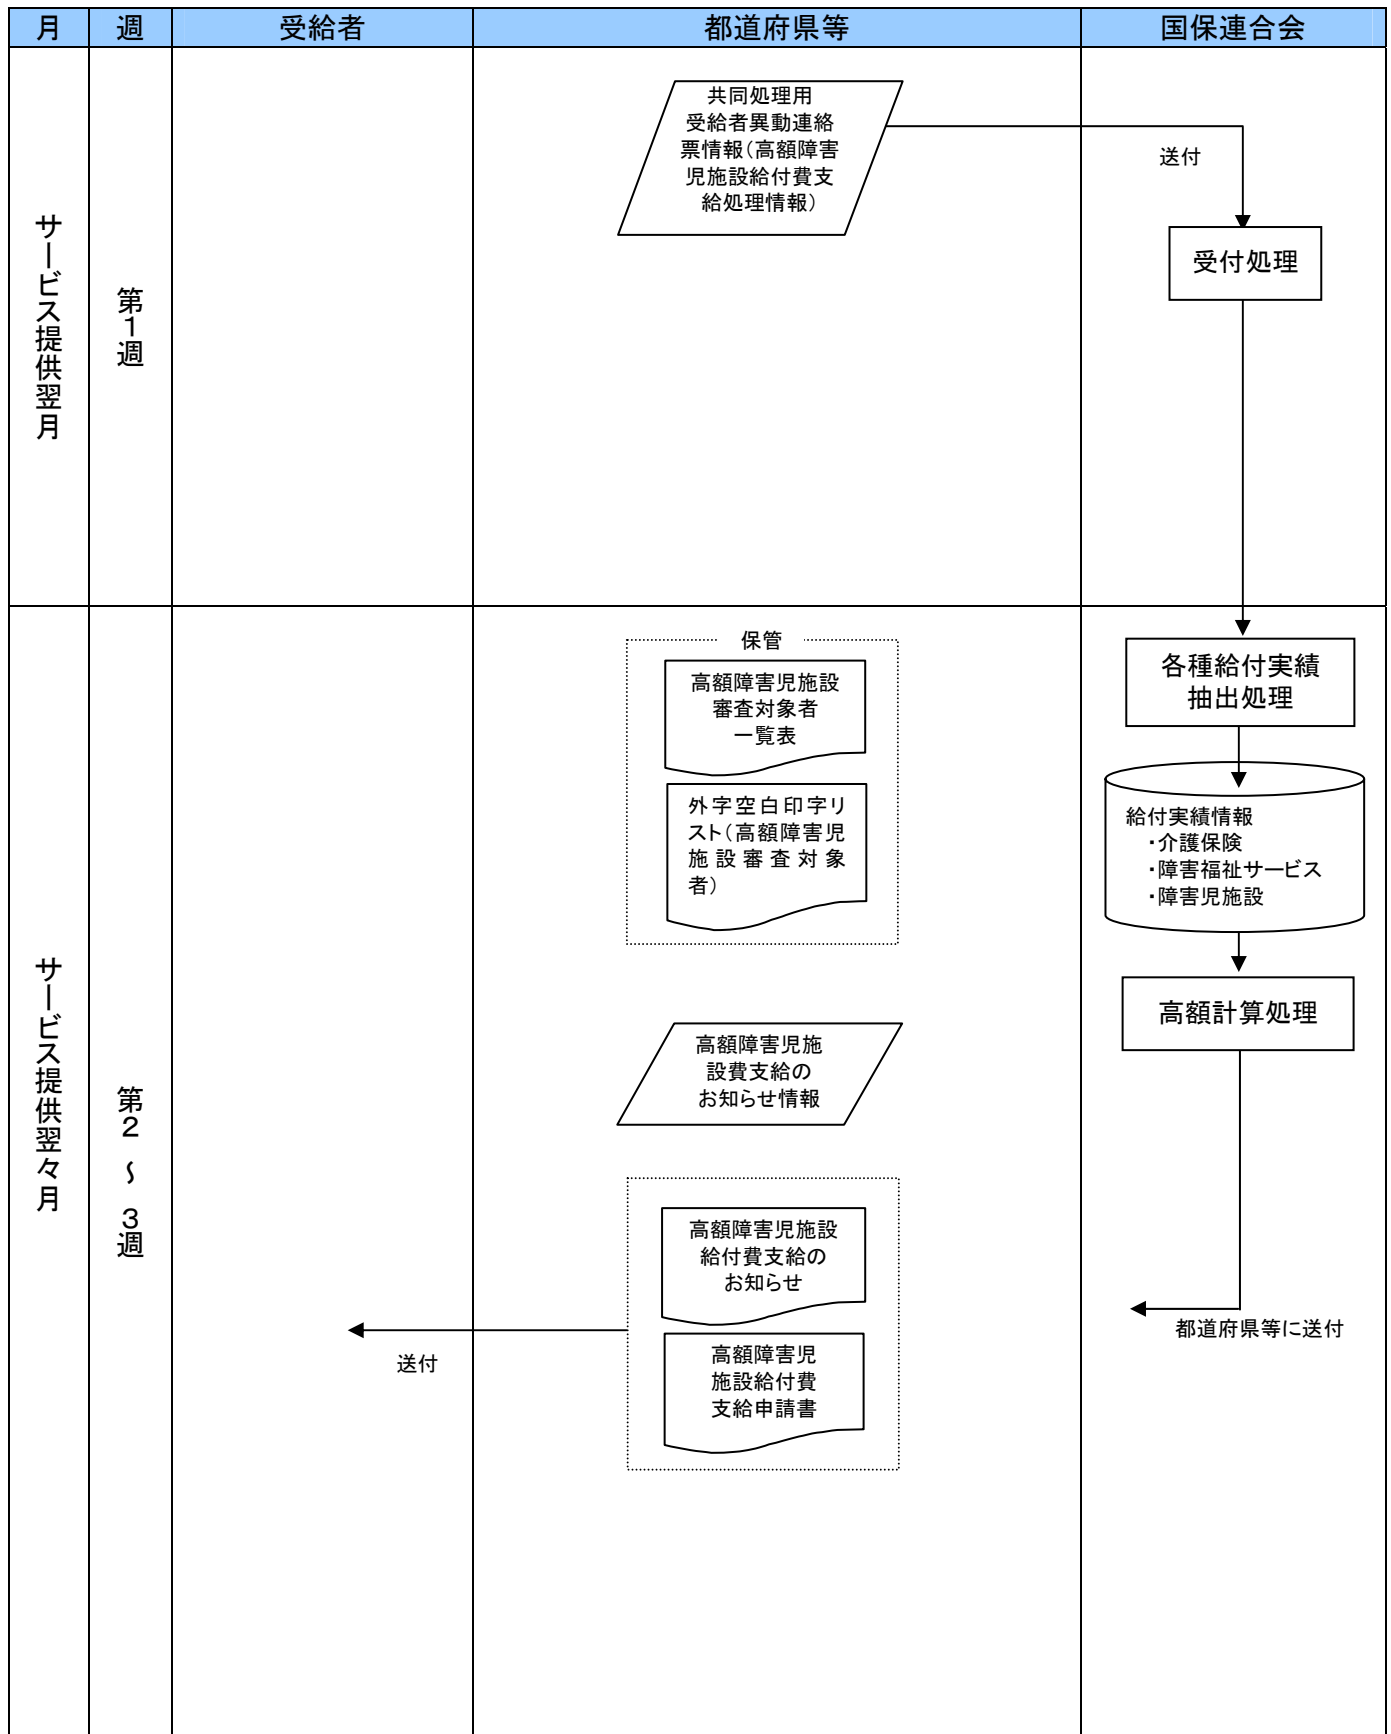 月 週 受給者 都道府県等 国保連合会
サービス提供翌月
第1週
共同処理用
受給者異動連絡
票情報（高額障害
児施設給付費支
給処理情報）
送付
受付処理
サービス提供翌々月
第2～3週
保管
高額障害児施設
審査対象者
一覧表
外字空白印字リ
スト（高額障害児
施設審査対象
者）
各種給付実績
抽出処理
給付実績情報
・介護保険
・障害福祉サービス
・障害児施設
高額計算処理
高額障害児施
設費支給の
お知らせ情報
高額障害児施設
給付費支給の
お知らせ
都道府県等に送付
送付
高額障害児
施設給付費
支給申請書